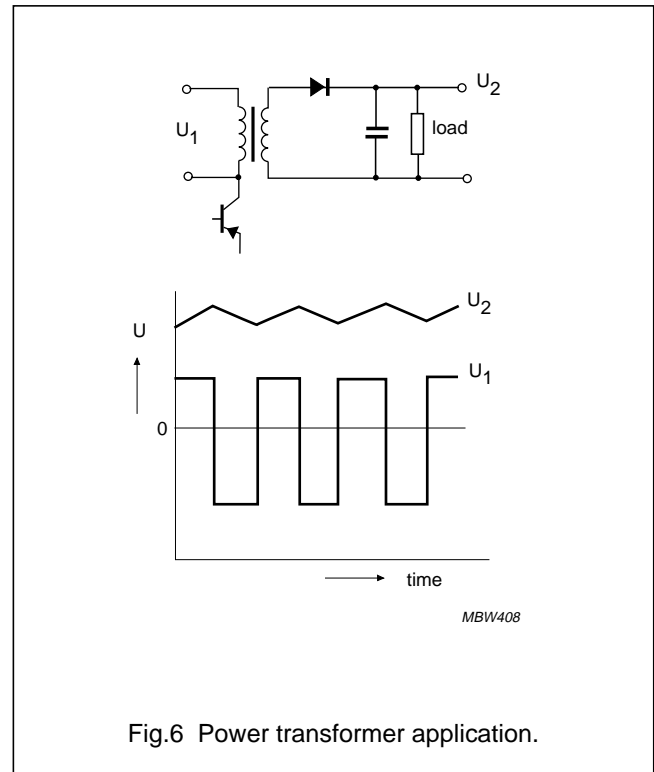 U2
U1
load
U2
U
U1
0
time
MBW408
Fig.6 Power transformer application.